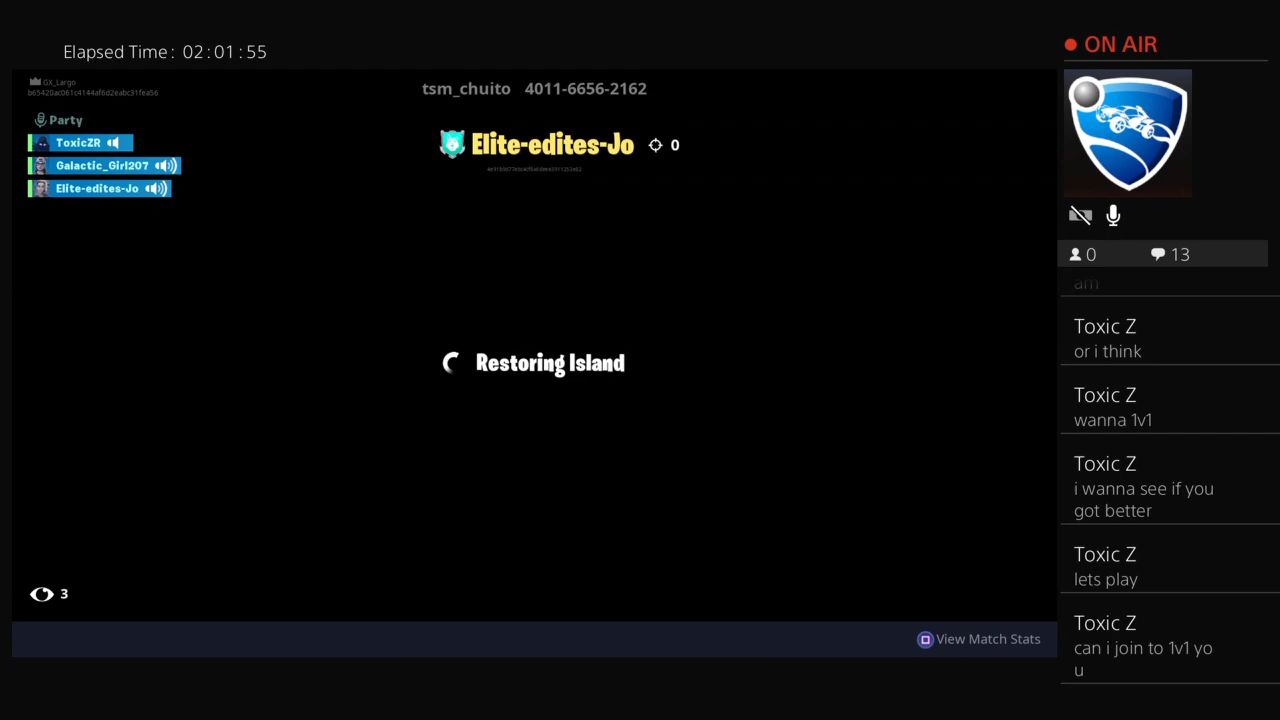 Elapsed Time: 02:01:55
ON AIR
GX_Largo
b65420ac061c4144af6d2eabc31fea56
tsm_chuito 4011-6656-2162
Party
Elite-edites-Jo 0
ToxicZR
Galactic_Girl207
Elite-edites-Jo
0 13
am
Toxic Z
or i think
Restoring Island
Toxic Z
wanna 1v1
Toxic Z
i wanna see if you
got better
Toxic Z
lets play
3
Toxic Z
can i join to 1v1 yo
u
View Match Stats